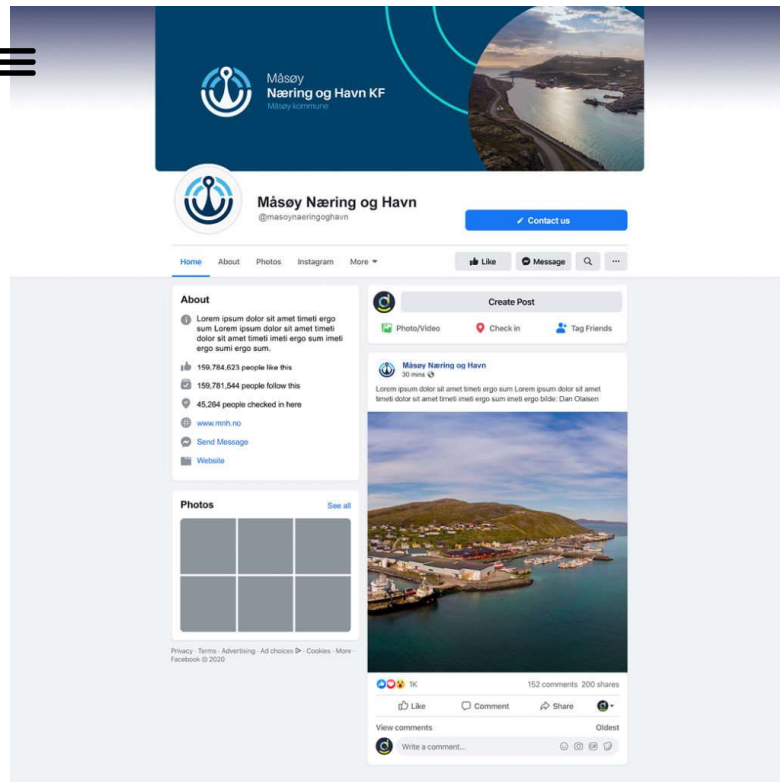 Måsøy
Næring og Havn KF
Måsøy kommune
Måsøy Næring og Havn
@masoynaeringoghavn
Contact us
Home About Photos Instagram More
Like Message
About
Lorem ipsum dolor sit amet timeti ergo
sum Lorem ipsum dolor sit amet timeti
dolor sit amet timeti imeti ergo sum imeti
ergo sumi ergo sum.
159,784,623 people like this
159,781,544 people follow this
45,264 people checked in here
www.mnh.no
Send Message
Website
Photos See all
Privacy · Terms · Advertising · Ad choices · Cookies · More ·
Facebook © 2020
Create Post
Photo/Video Check in Tag Friends
Måsøy Næring og Havn
30 mins
Lorem ipsum dolor sit amet timeti ergo sum Lorem ipsum dolor sit amet
timeti dolor sit amet timeti imeti ergo sum imeti ergo bilde: Dan Olaisen
1K 152 comments 200 shares
Like Comment Share
View comments Oldest
Write a comment...